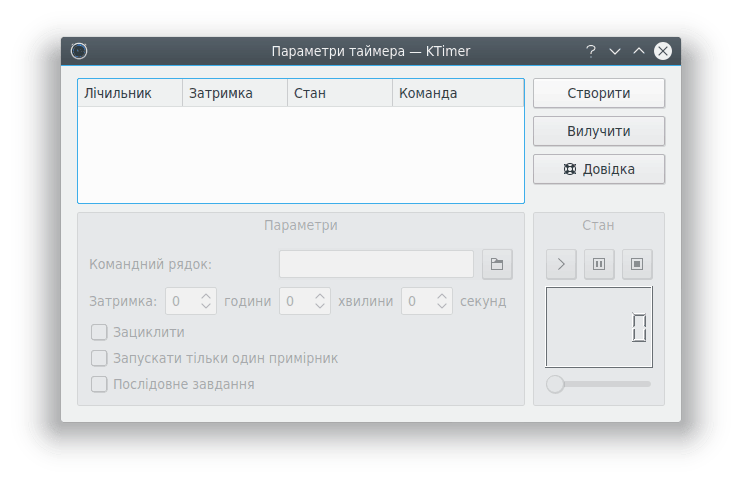 Параметри таймера — KTimer
Лічильник Затримка Стан Команда
Створити
Вилучити
Довідка
Параметри
Командний рядок:
Затримка: 0 години 0 хвилини 0 секунд
Зациклити
Запускати тільки один примірник
Послідовне завдання
Стан
0